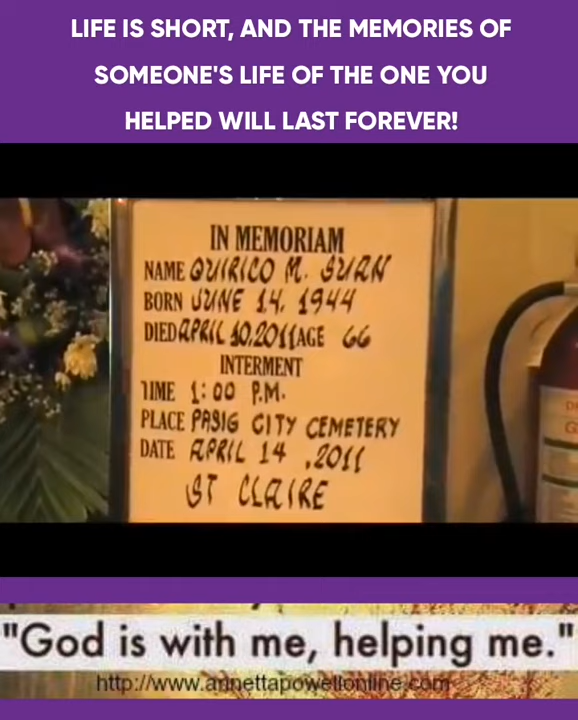 LIFE IS SHORT, AND THE MEMORIES OF
SOMEONE'S LIFE OF THE ONE YOU
HELPED WILL LAST FOREVER!
IN MEMORIAM
NAME QUIRICO M. JUAN
BORN JUNE 14, 1944
DIED APRIL 10, 2011 AGE 66
INTERMENT
TIME 1:00 P.M.
PLACE PASIG CITY CEMETERY
DATE APRIL 14, 2011
ST CLAIRE
"God is with me, helping me."
http://www.annettapowellonline.com